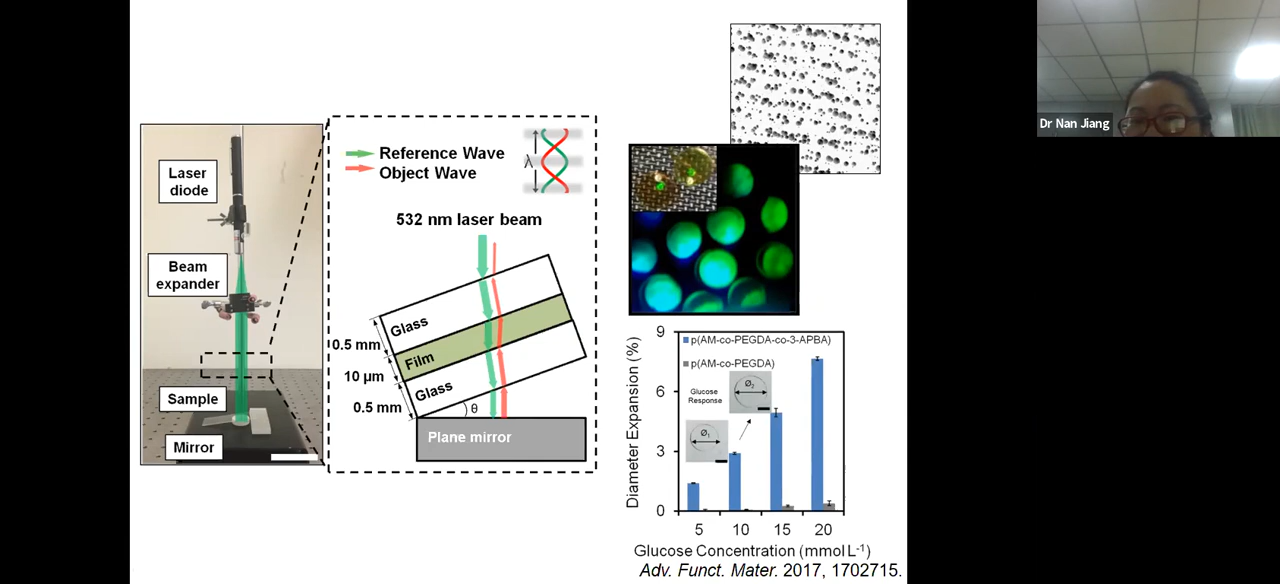 Laser
diode
Beam
expander
Sample
Mirror
Reference Wave
Object Wave
λ
532 nm laser beam
Glass
0.5 mm
Film
10 µm
Glass
0.5 mm
θ
Plane mirror
9
6
3
0
Diameter Expansion (%)
p(AM-co-PEGDA-co-3-APBA)
p(AM-co-PEGDA)
Glucose
Response
Ø2
Ø1
5 10 15 20
Glucose Concentration (mmol L-1)
Adv. Funct. Mater. 2017, 1702715.
Dr Nan Jiang